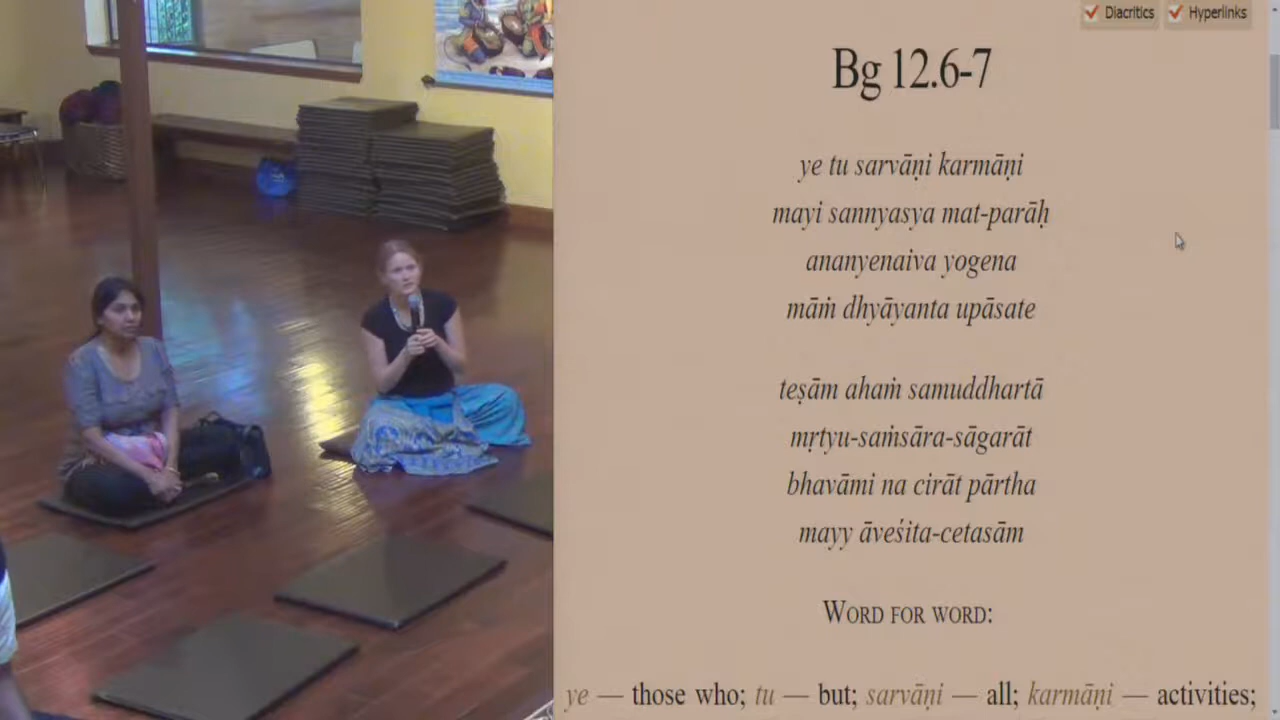 Diacritics Hyperlinks
Bg 12.6-7
ye tu sarvāṇi karmāṇi
mayi sannyasya mat-parāḥ
ananyenaiva yogena
māṁ dhyāyanta upāsate
teṣām ahaṁ samuddhartā
mṛtyu-saṁsāra-sāgarāt
bhavāmi na cirāt pārtha
mayy āveśita-cetasām
WORD FOR WORD:
ye — those who; tu — but; sarvāṇi — all; karmāṇi — activities;